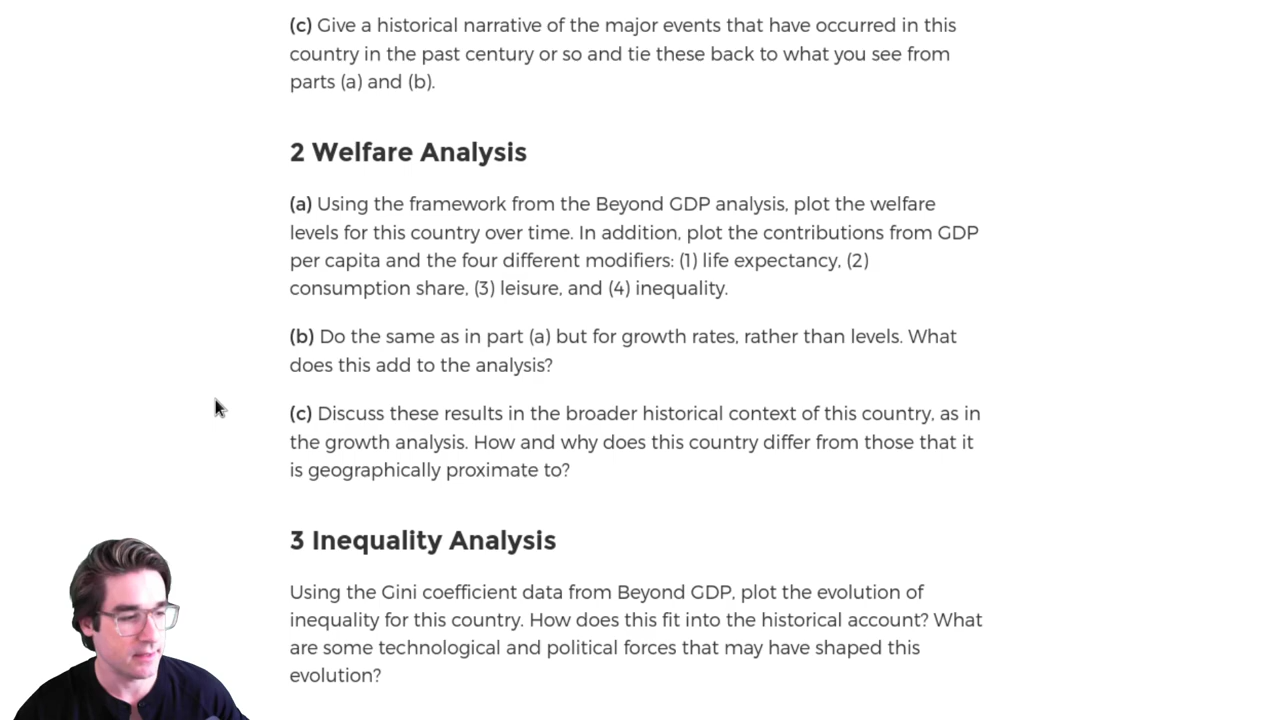 (c) Give a historical narrative of the major events that have occurred in this
country in the past century or so and tie these back to what you see from
parts (a) and (b).
2 Welfare Analysis
(a) Using the framework from the Beyond GDP analysis, plot the welfare
levels for this country over time. In addition, plot the contributions from GDP
per capita and the four different modifiers: (1) life expectancy, (2)
consumption share, (3) leisure, and (4) inequality.
(b) Do the same as in part (a) but for growth rates, rather than levels. What
does this add to the analysis?
(c) Discuss these results in the broader historical context of this country, as in
the growth analysis. How and why does this country differ from those that it
is geographically proximate to?
3 Inequality Analysis
Using the Gini coefficient data from Beyond GDP, plot the evolution of
inequality for this country. How does this fit into the historical account? What
are some technological and political forces that may have shaped this
evolution?